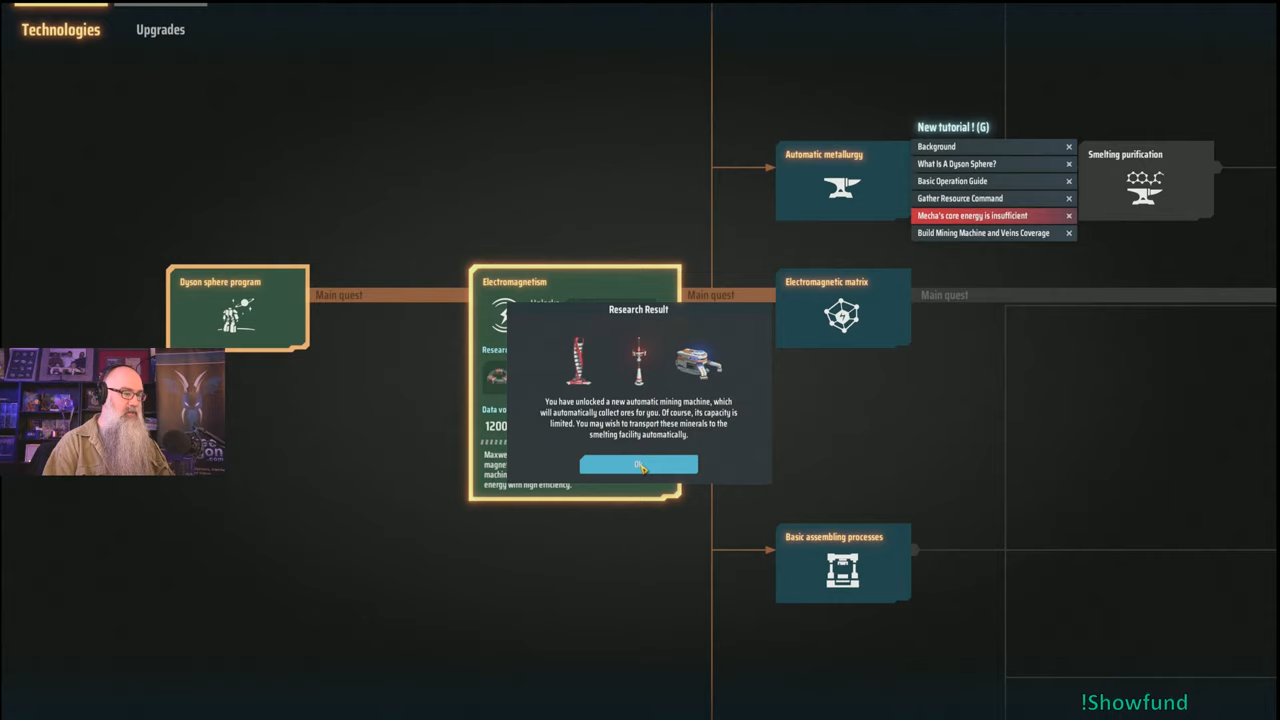 Technologies
Upgrades
New tutorial ! (G)
Background
What Is A Dyson Sphere?
Basic Operation Guide
Gather Resource Command
Mecha's core energy is insufficient
Build Mining Machine and Veins Coverage
Automatic metallurgy
Smelting purification
Dyson sphere program
Main quest
Electromagnetism
Main quest
Electromagnetic matrix
Main quest
Research Result
You have unlocked a new automatic mining machine, which
will automatically collect ores for you. Of course, its capacity is
limited. You may wish to transport these minerals to the
smelting facility automatically.
Data vo
1200
Maxwe
magne
machin
energy with high efficiency.
Basic assembling processes
!Showfund